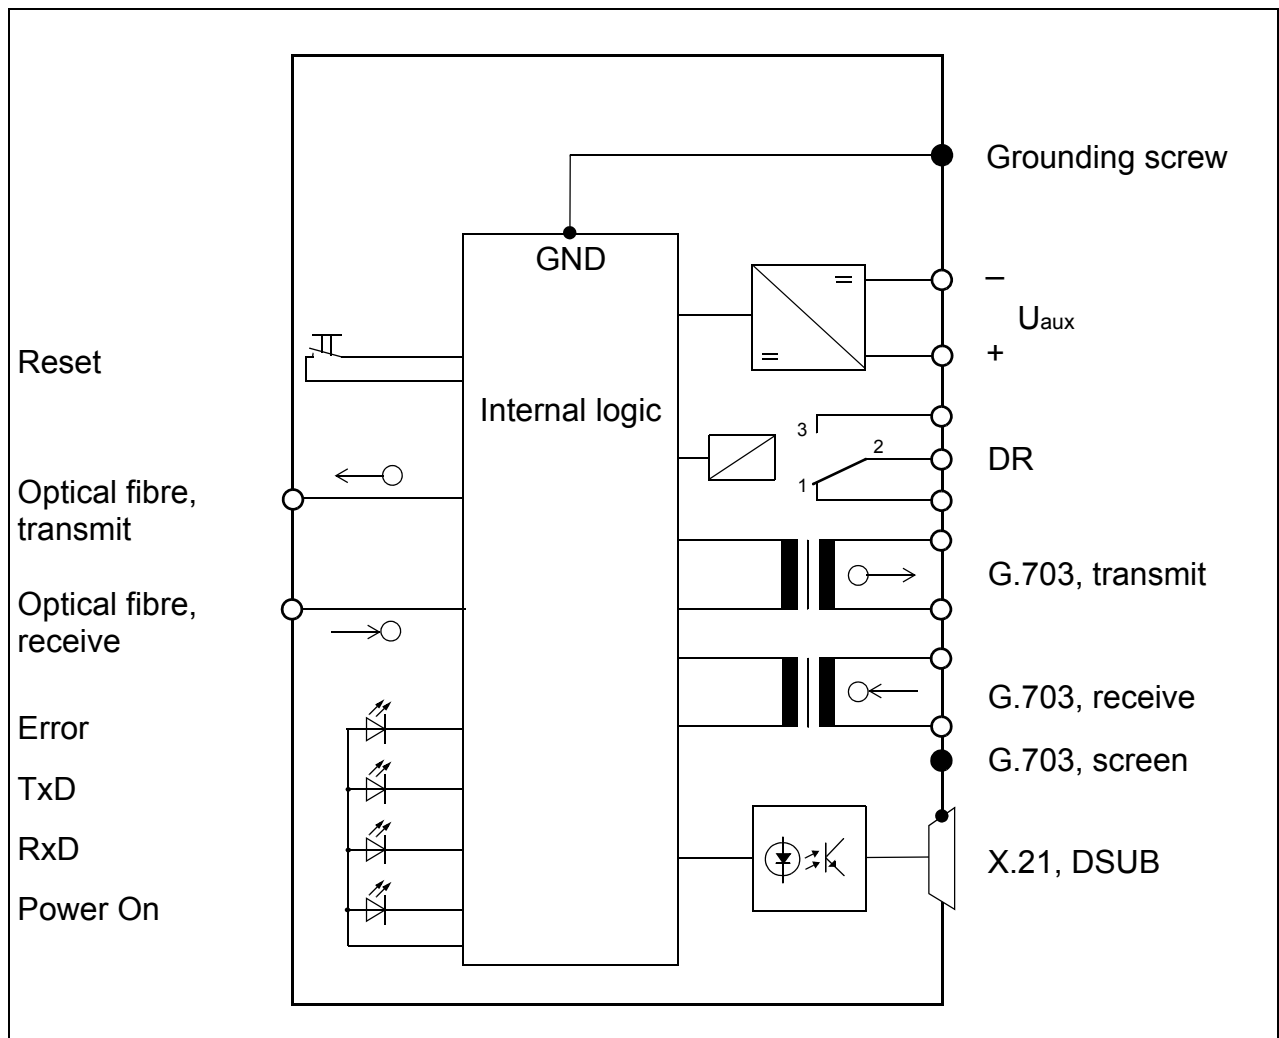 Grounding screw
GND
–
Uaux
+
Reset
Internal logic
3
2
1
DR
Optical fibre,
transmit
G.703, transmit
Optical fibre,
receive
G.703, receive
Error
G.703, screen
TxD
RxD
X.21, DSUB
Power On